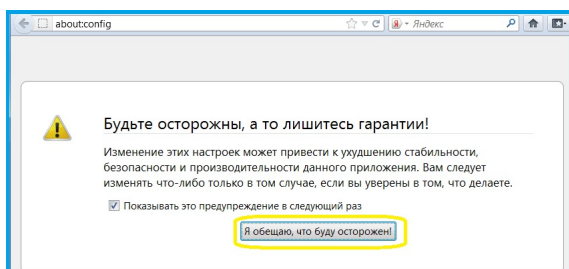 about:config
Яндекс
Будьте осторожны, а то лишитесь гарантии!
Изменение этих настроек может привести к ухудшению стабильности,
безопасности и производительности данного приложения. Вам следует
изменять что-либо только в том случае, если вы уверены в том, что делаете.
Показывать это предупреждение в следующий раз
Я обещаю, что буду осторожен!